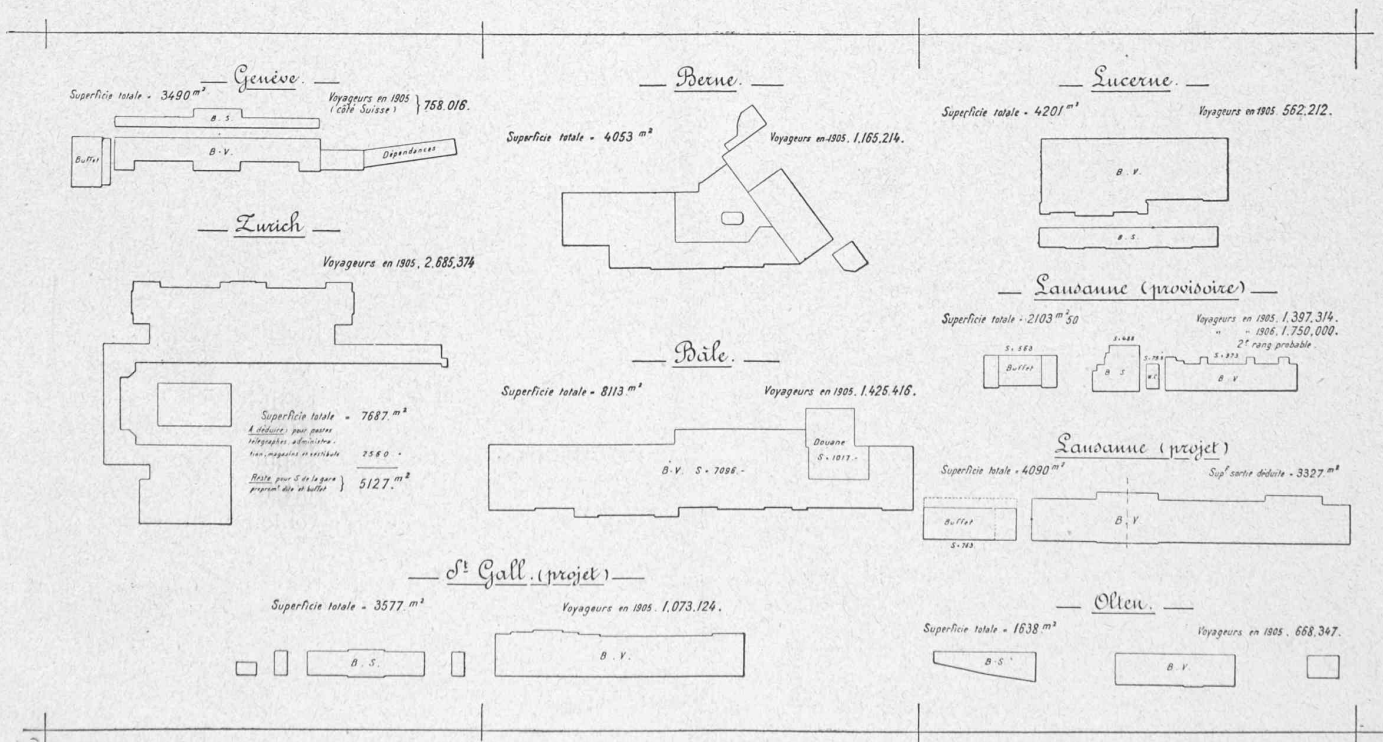 Genève.
Superficie totale = 3490 m²
Voyageurs en 1905
(côté Suisse) } 758.016.
B. S.
Buffet
B-V.
Dépendances
Zurich
Voyageurs en 1905, 2.685,374
Superficie totale = 7687. m²
A déduire: pour postes
télégraphes, administra-
tion, magasins et vestibule 2560 -
Reste pour S de la gare
proprem.t dite et buffet } 5127. m²
Berne.
Superficie totale = 4053 m²
Voyageurs en 1905. 1,165,214.
Bâle.
Superficie totale = 8113 m²
Voyageurs en 1905. 1.425.416.
Douane
S = 1017.-
B-V. S = 7096.-
Lucerne.
Superficie totale = 4201 m²
Voyageurs en 1905. 562,212.
B. V.
B. S.
Lausanne (provisoire)
Superficie totale = 2103 m² 50
Voyageurs en 1905. 1,397,314.
" " 1906. 1,750,000.
2e rang probable.
S = 563
Buffet
B S
W.C.
S = 973
B V
Lausanne (projet)
Superficie totale = 4090 m²
Supf sortie déduite = 3327. m²
Buffet
S = 763
B. V
St Gall. (projet)
Superficie totale = 3577. m²
Voyageurs en 1905. 1,073.124.
B. S.
B. V.
Olten.
Superficie totale = 1638 m²
Voyageurs en 1905. 668,347.
B-S.
B. V.